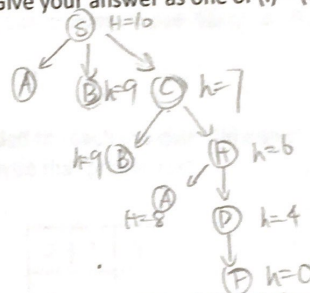 Give your answer as one of (i)
S H=10
A B h=9 C h=7
h=9 B H h=6
A H=8 D h=4
F h=0